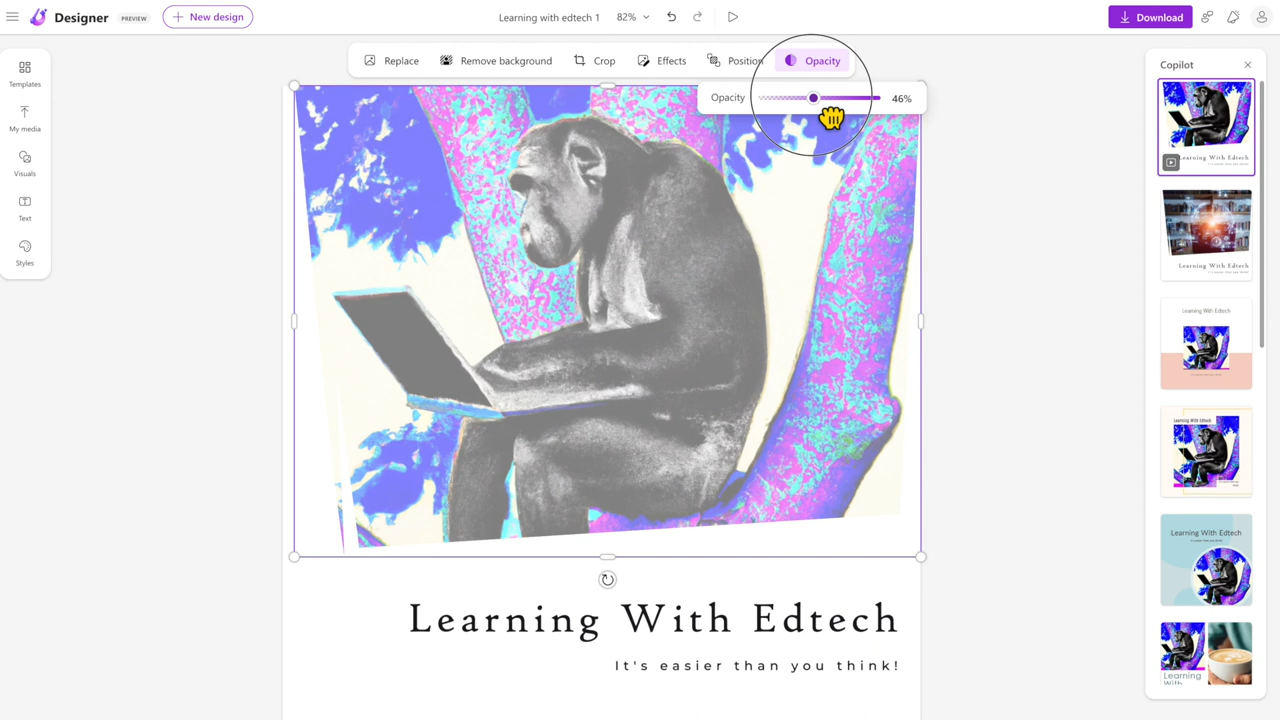 Designer PREVIEW New design
Learning with edtech 1 82%
Download
Replace Remove background Crop Effects Position Opacity
Opacity 46%
Templates
My media
Visuals
Text
Styles
Learning With Edtech
It's easier than you think!
Copilot
Learning With Edtech
Learning With Edtech
Learning With Edtech
Learning With Edtech
Learning With Edtech
Learning
With